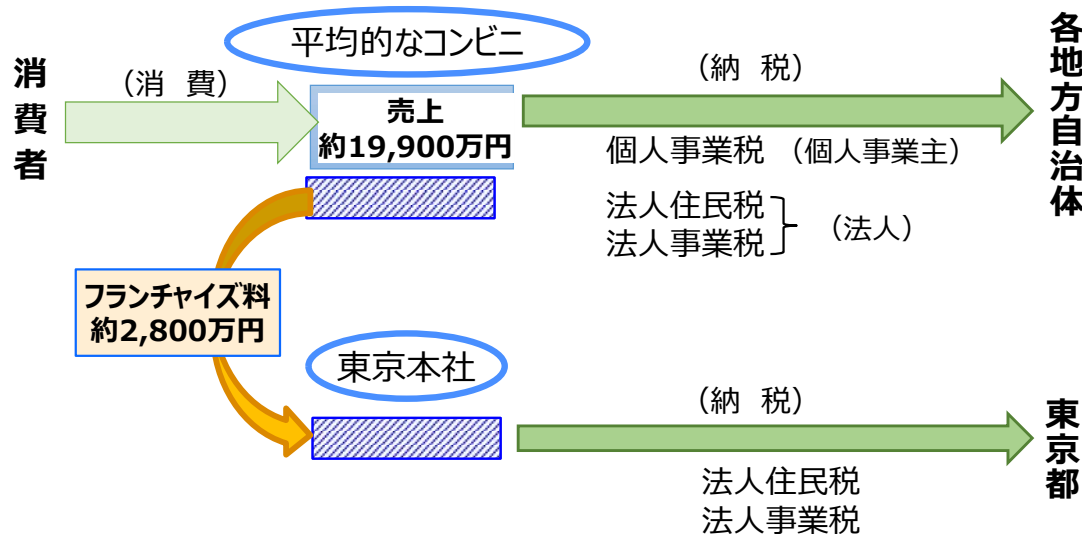 平均的なコンビニ
消費者
（消　費）
売上
約19,900万円
（納　税）
各地方自治体
個人事業税　（個人事業主）
法人住民税
法人事業税
（法人）
フランチャイズ料
約2,800万円
東京本社
（納　税）
東京都
法人住民税
法人事業税